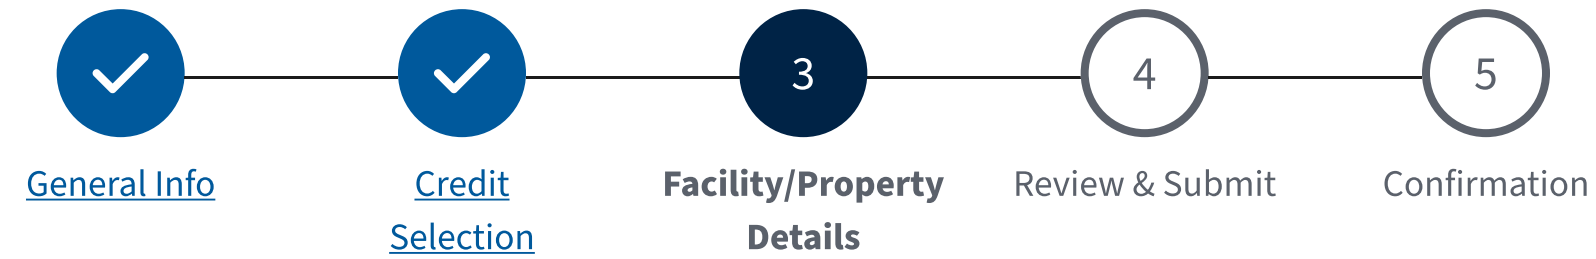 3
4
5
General Info
Credit
Selection
Facility/Property
Details
Review & Submit
Confirmation